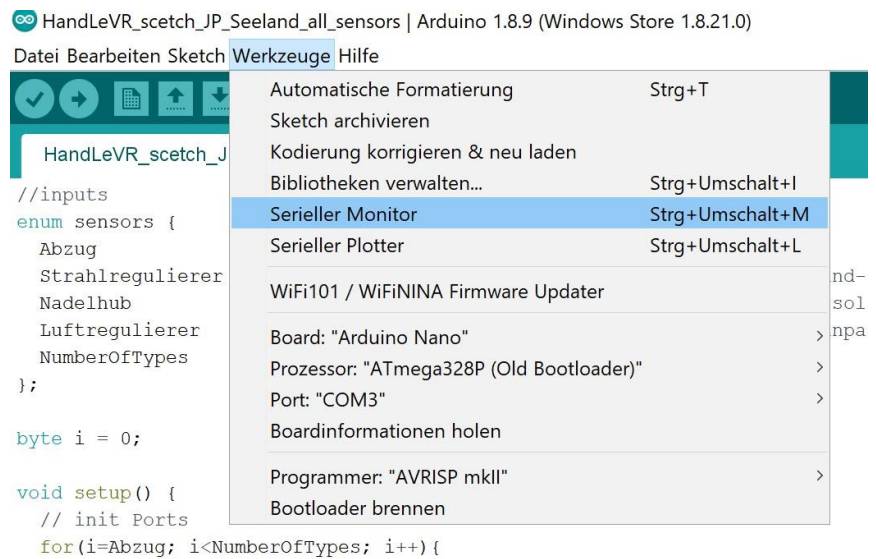 HandLeVR_scetch_JP_Seeland_all_sensors | Arduino 1.8.9 (Windows Store 1.8.21.0)
Datei Bearbeiten Sketch Werkzeuge Hilfe
Automatische Formatierung Strg+T
Sketch archivieren
Kodierung korrigieren & neu laden
Bibliotheken verwalten... Strg+Umschalt+I
Serieller Monitor Strg+Umschalt+M
Serieller Plotter Strg+Umschalt+L
WiFi101 / WiFiNINA Firmware Updater
Board: "Arduino Nano"
Prozessor: "ATmega328P (Old Bootloader)"
Port: "COM3"
Boardinformationen holen
Programmer: "AVRISP mkII"
Bootloader brennen
HandLeVR_scetch_J
//inputs
enum sensors {
Abzug
Strahlregulierer nd-
Nadelhub sol
Luftregulierer npa
NumberOfTypes
};
byte i = 0;
void setup() {
// init Ports
for(i=Abzug; i<NumberOfTypes; i++){